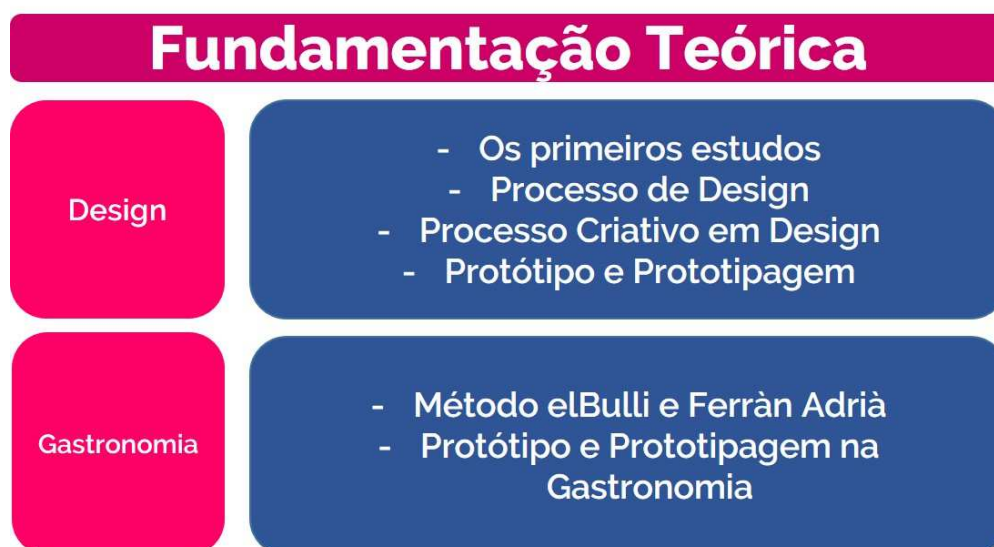 Fundamentação Teórica
Design
- Os primeiros estudos
- Processo de Design
- Processo Criativo em Design
- Protótipo e Prototipagem
Gastronomia
- Método elBulli e Ferràn Adrià
- Protótipo e Prototipagem na
Gastronomia